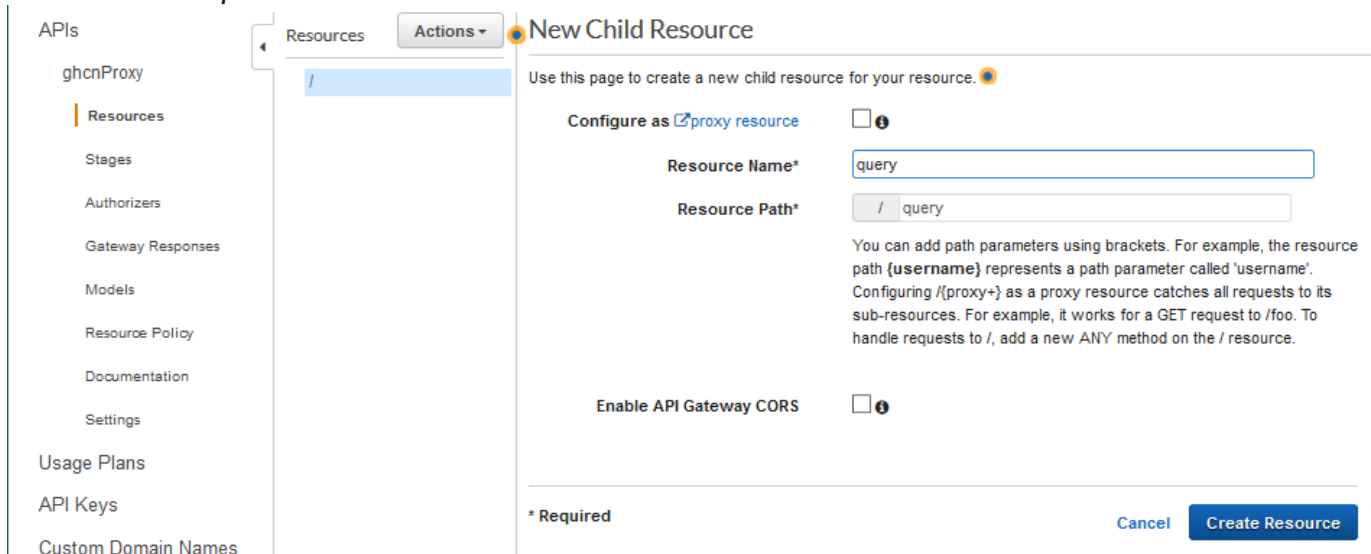 APIs
ghcnProxy
Resources
Stages
Authorizers
Gateway Responses
Models
Resource Policy
Documentation
Settings
Usage Plans
API Keys
Custom Domain Names
Resources
Actions
/
New Child Resource
Use this page to create a new child resource for your resource.
Configure as proxy resource
Resource Name*
query
Resource Path*
/ query
You can add path parameters using brackets. For example, the resource
path {username} represents a path parameter called 'username'.
Configuring /{proxy+} as a proxy resource catches all requests to its
sub-resources. For example, it works for a GET request to /foo. To
handle requests to /, add a new ANY method on the / resource.
Enable API Gateway CORS
* Required
Cancel
Create Resource